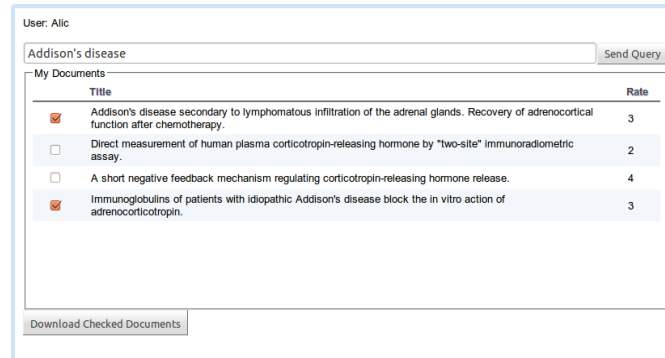 User: Alic
Addison's disease
Send Query
My Documents
Title Rate
Addison's disease secondary to lymphomatous infiltration of the adrenal glands. Recovery of adrenocortical
function after chemotherapy.
3
Direct measurement of human plasma corticotropin-releasing hormone by "two-site" immunoradiometric
assay.
2
A short negative feedback mechanism regulating corticotropin-releasing hormone release.
4
Immunoglobulins of patients with idiopathic Addison's disease block the in vitro action of
adrenocorticotropin.
3
Download Checked Documents